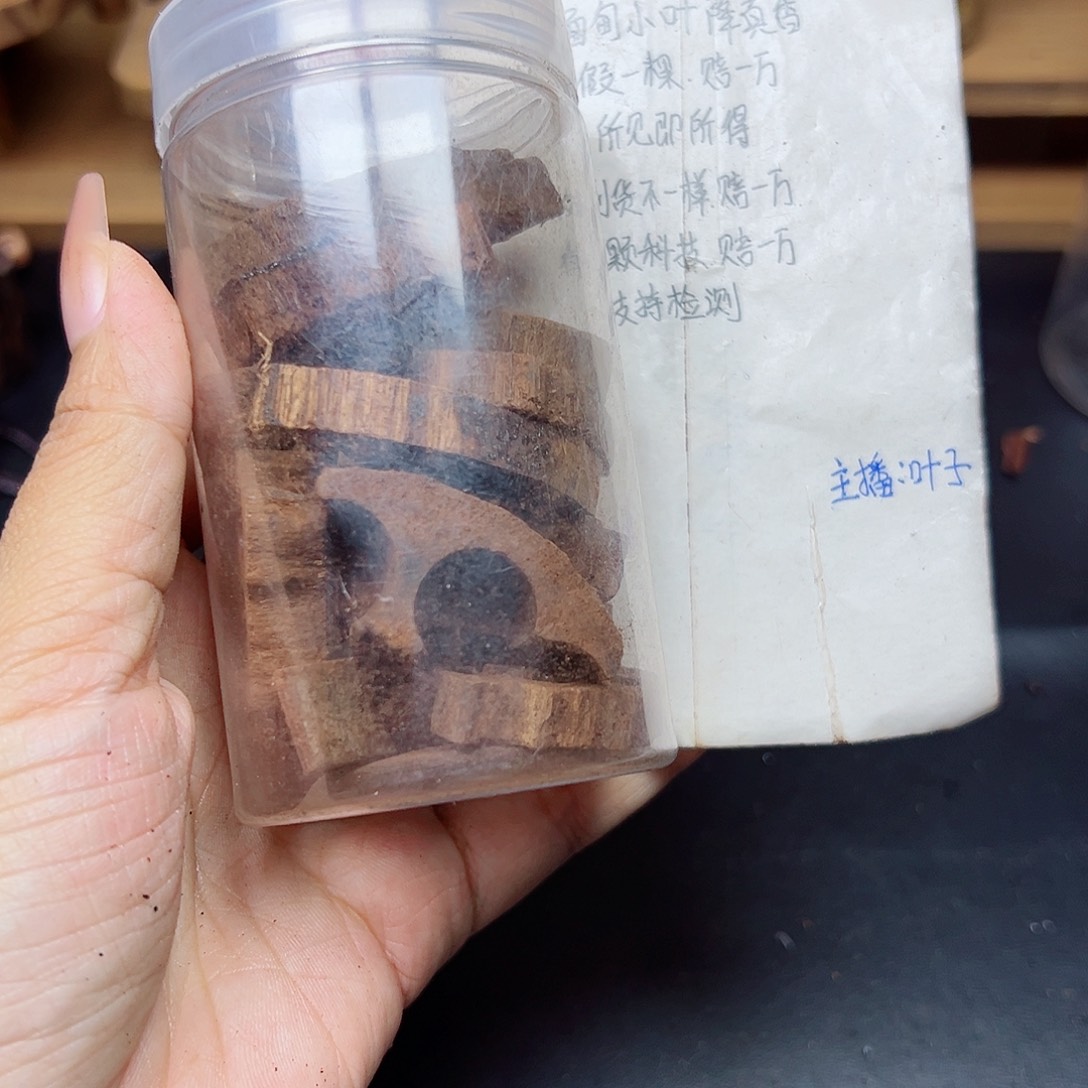 缅甸小叶降真香
假一棵.赔一万
所见即所得
货不一样.赔一万.
颗科技.赔一万
支持检测
主播:叶子